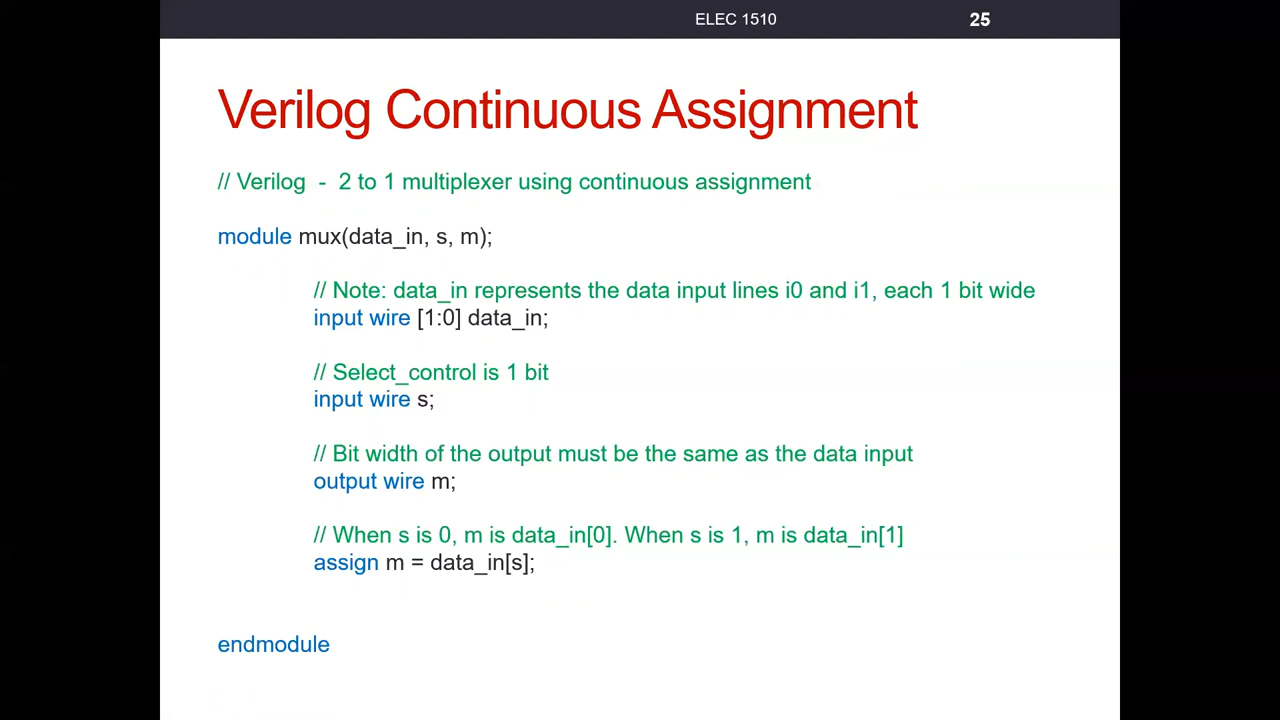 ELEC 1510
25
Verilog Continuous Assignment
// Verilog  -  2 to 1 multiplexer using continuous assignment
module mux(data_in, s, m);
// Note: data_in represents the data input lines i0 and i1, each 1 bit wide
input wire [1:0] data_in;
// Select_control is 1 bit
input wire s;
// Bit width of the output must be the same as the data input
output wire m;
// When s is 0, m is data_in[0]. When s is 1, m is data_in[1]
assign m = data_in[s];
endmodule